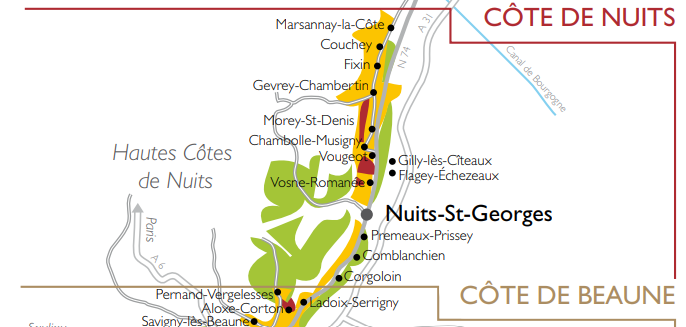 CÔTE DE NUITS
Marsannay-la-Côte
A 31
Couchey
N 74
Fixin
Canal de Bourgogne
Gevrey-Chambertin
Morey-St-Denis
Chambolle-Musigny
Hautes Côtes
de Nuits
Vougeot
Gilly-lès-Cîteaux
Flagey-Échezeaux
Vosne-Romanée
Nuits-St-Georges
Paris
Premeaux-Prissey
A 6
Comblanchien
Corgoloin
CÔTE DE BEAUNE
Pernand-Vergelesses
Aloxe-Corton
Ladoix-Serrigny
Savigny-lès-Beaune